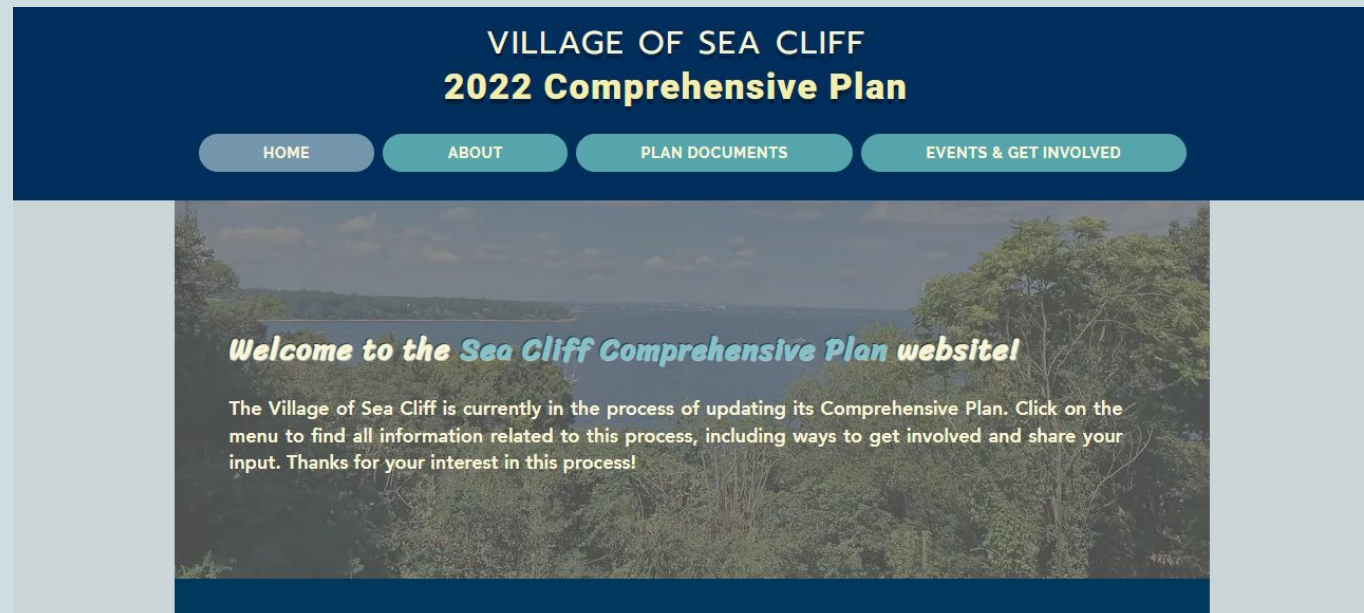 VILLAGE OF SEA CLIFF
2022 Comprehensive Plan
HOME
ABOUT
PLAN DOCUMENTS
EVENTS & GET INVOLVED
Welcome to the Sea Cliff Comprehensive Plan website!
The Village of Sea Cliff is currently in the process of updating its Comprehensive Plan. Click on the
menu to find all information related to this process, including ways to get involved and share your
input. Thanks for your interest in this process!